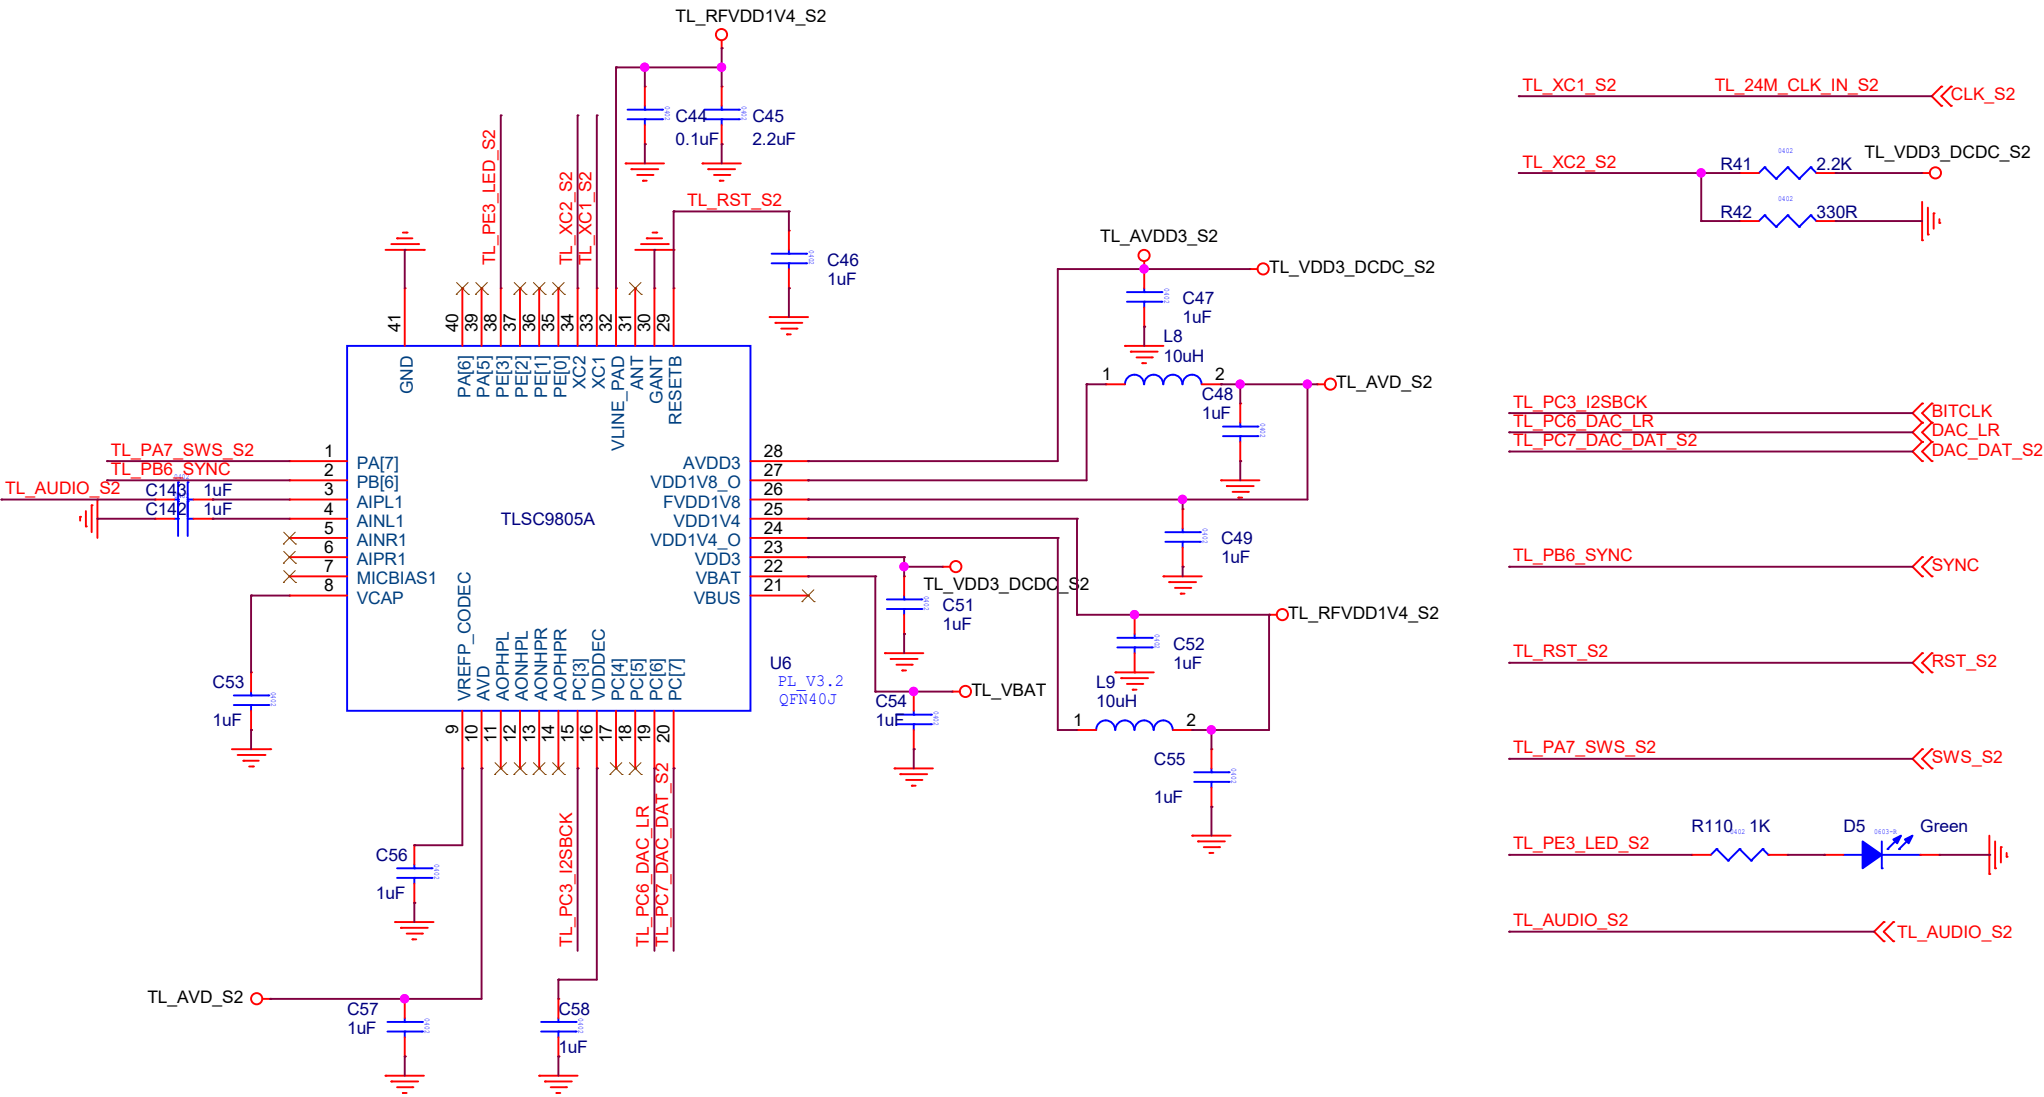 TL_RFVDD1V4_S2
C44
0.1uF
C45
2.2uF
TL_PE3_LED_S2
TL_XC2_S2
TL_XC1_S2
TL_RST_S2
C46
1uF
41
40
39
38
37
36
35
34
33
32
31
30
29
GND
PA[6]
PA[5]
PE[3]
PE[2]
PE[1]
PE[0]
XC2
XC1
VLINE_PAD
ANT
GANT
RESETB
TL_PA7_SWS_S2
1
PA[7]
TL_PB6_SYNC
2
PB[6]
TL_AUDIO_S2
C143
1uF
3
AIPL1
C142
1uF
4
AINL1
5
AINR1
6
AIPR1
7
MICBIAS1
8
VCAP
TLSC9805A
AVDD3
28
VDD1V8_O
27
FVDD1V8
26
VDD1V4
25
VDD1V4_O
24
VDD3
23
VBAT
22
VBUS
21
VREFP_CODEC
AVD
AOPHPL
AONHPL
AONHPR
AOPHPR
PC[3]
VDDDEC
PC[4]
PC[5]
PC[6]
PC[7]
9
10
11
12
13
14
15
16
17
18
19
20
U6
PL_V3.2
QFN40J
C53
1uF
C56
1uF
TL_AVD_S2
C57
1uF
C58
1uF
TL_PC3_I2SBCK
TL_PC6_DAC_LR
TL_PC7_DAC_DAT_S2
TL_AVDD3_S2
TL_VDD3_DCDC_S2
C47
1uF
L8
10uH
1
2
TL_AVD_S2
C48
1uF
C49
1uF
TL_VDD3_DCDC_S2
C51
1uF
TL_RFVDD1V4_S2
C52
1uF
TL_VBAT
C54
1uF
L9
10uH
1
2
C55
1uF
TL_XC1_S2
TL_24M_CLK_IN_S2
CLK_S2
TL_XC2_S2
R41
0402
2.2K
TL_VDD3_DCDC_S2
R42
0402
330R
TL_PC3_I2SBCK
BITCLK
TL_PC6_DAC_LR
DAC_LR
TL_PC7_DAC_DAT_S2
DAC_DAT_S2
TL_PB6_SYNC
SYNC
TL_RST_S2
RST_S2
TL_PA7_SWS_S2
SWS_S2
TL_PE3_LED_S2
R110
0402
1K
D5
0603-R
Green
TL_AUDIO_S2
TL_AUDIO_S2